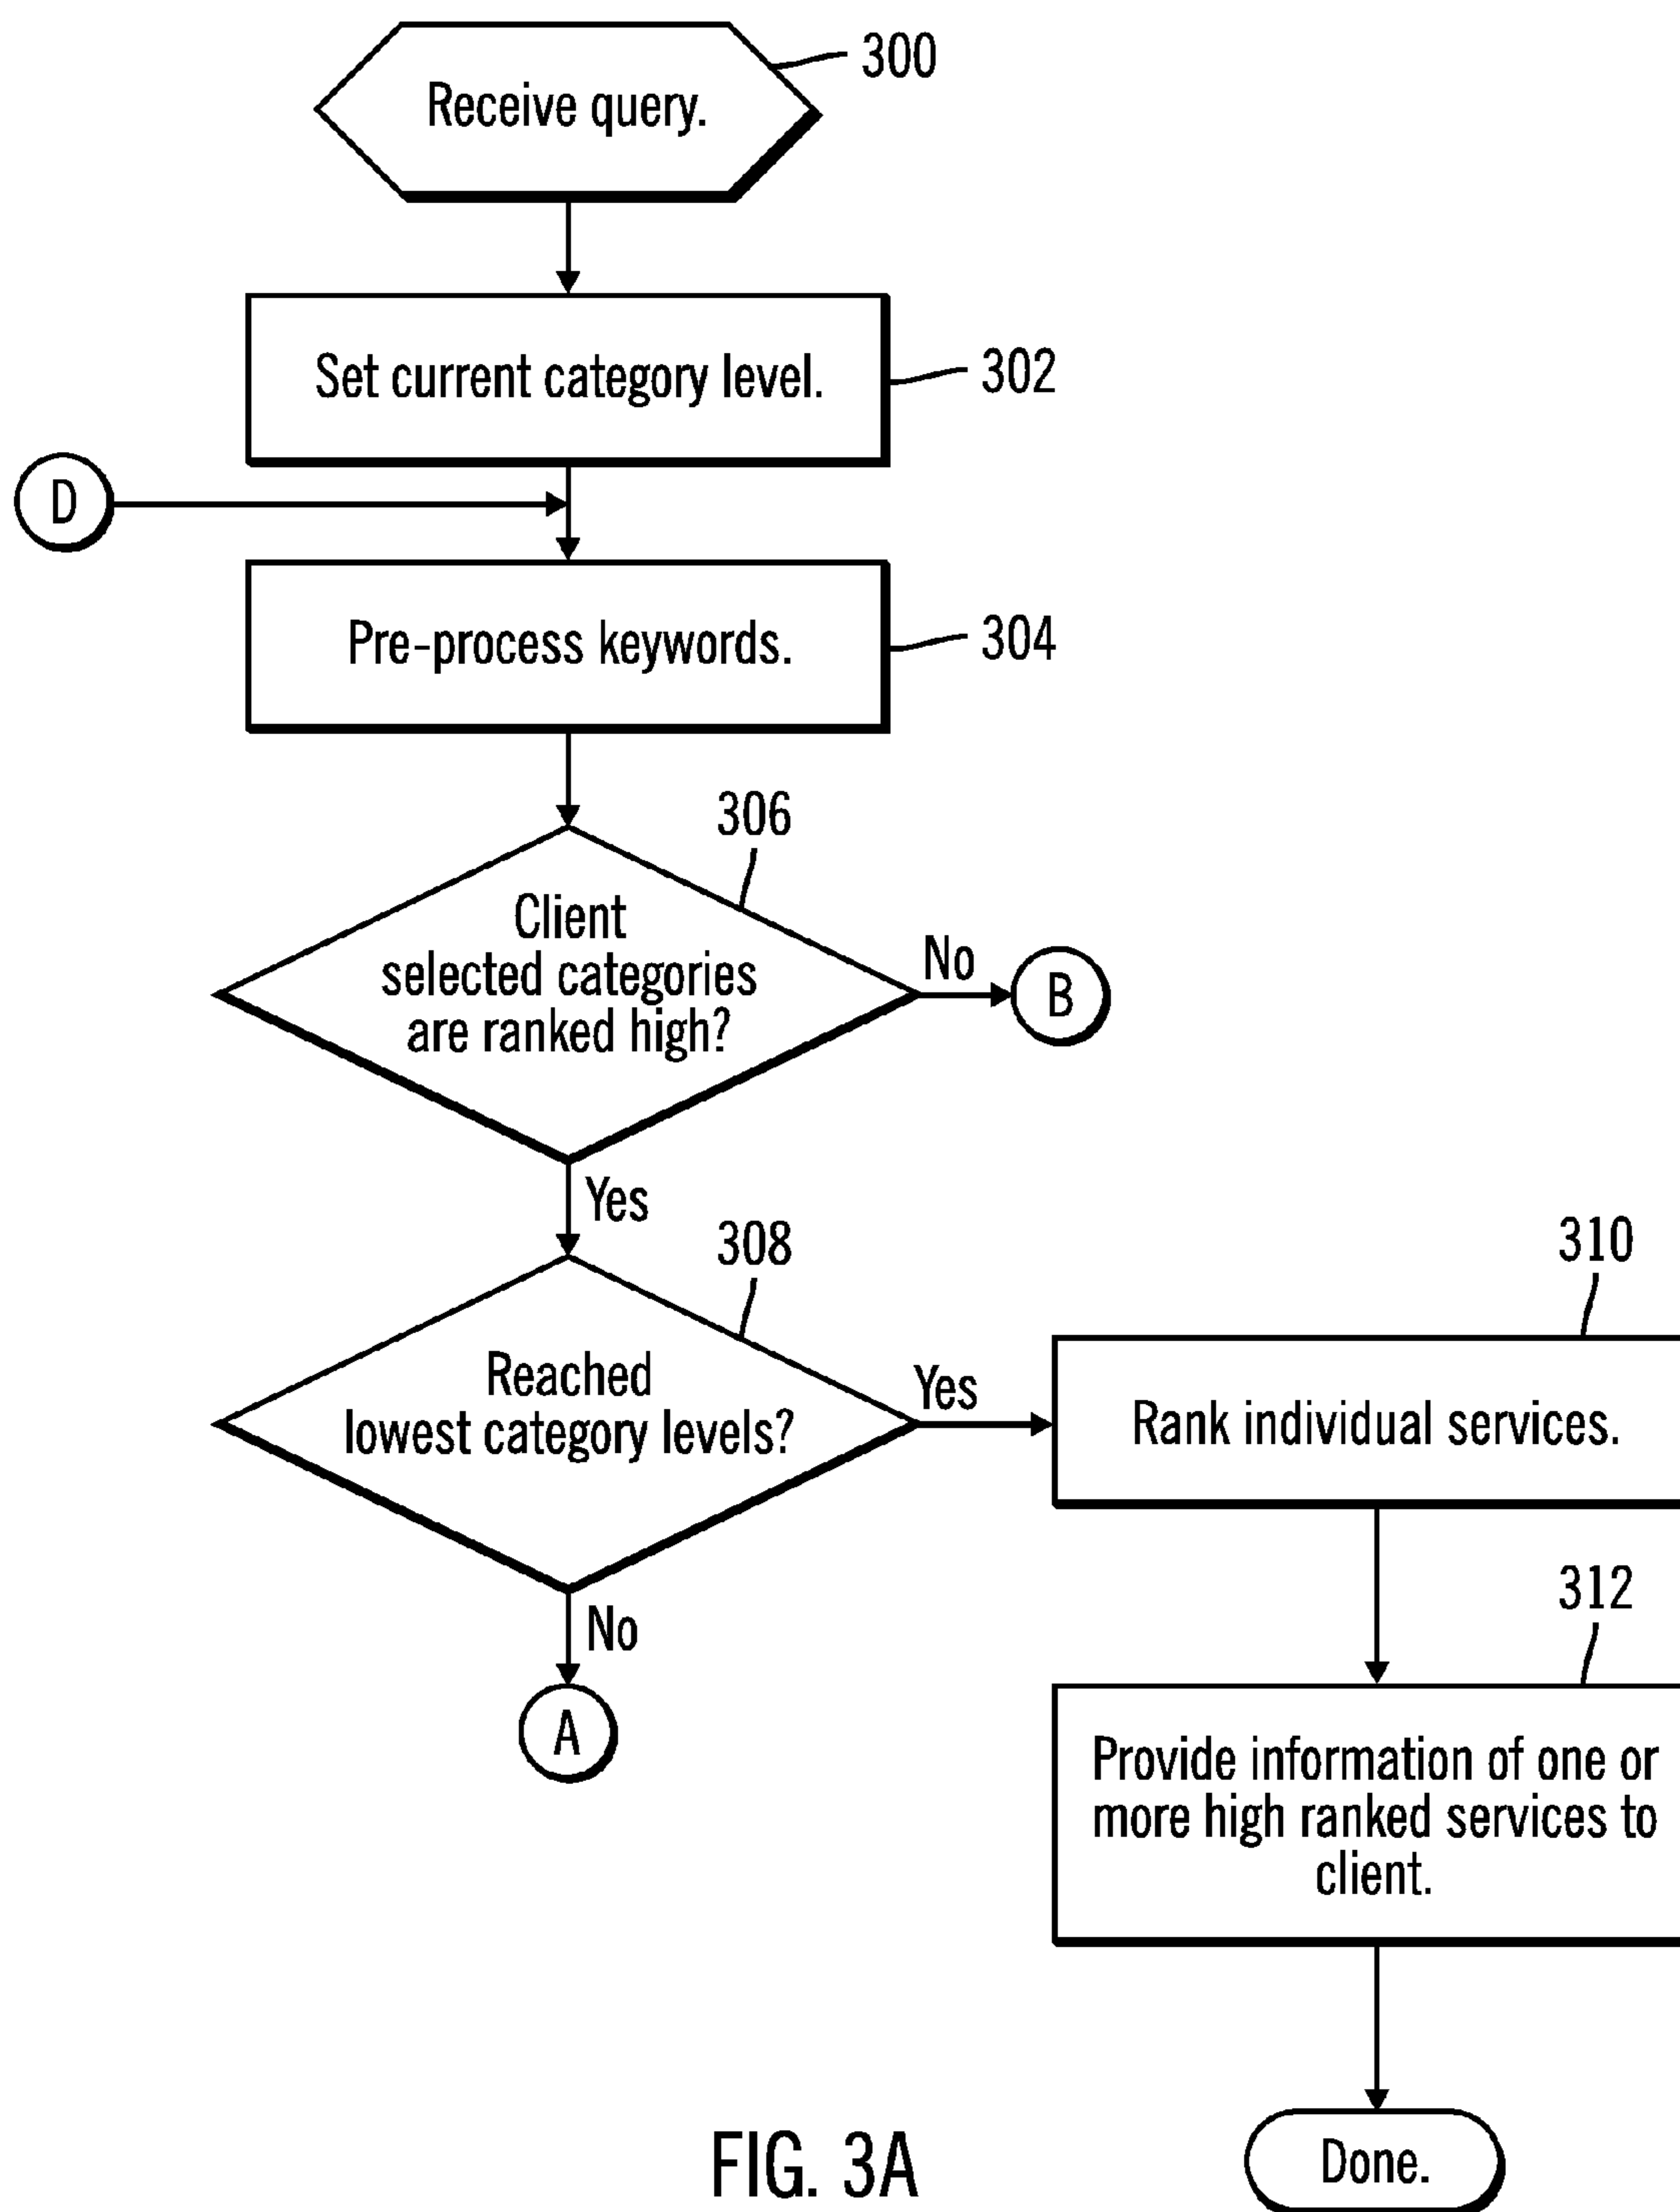 Receive query.
300
Set current category level.
302
D
Pre-process keywords.
304
306
Client
selected categories
are ranked high?
No
B
Yes
308
Reached
lowest category levels?
Yes
310
Rank individual services.
No
A
312
Provide information of one or
more high ranked services to
client.
Done.
FIG. 3A